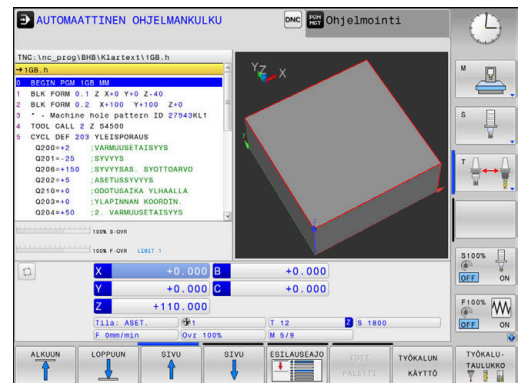 AUTOMAATTINEN OHJELMANKULKU
DNC
PGM MGT
Ohjelmointi
TNC:\nc_prog\BHB\Klartext\1GB.h
→1GB.h
0 BEGIN PGM 1GB MM
1 BLK FORM 0.1 Z X+0 Y+0 Z-40
2 BLK FORM 0.2 X+100 Y+100 Z+0
3 * - Machine hole pattern ID 27943KL1
4 TOOL CALL 2 Z S4500
5 CYCL DEF 203 YLEISPORAUS
Q200=+2 ;VARMUUSETAISYYS
Q201=-25 ;SYVYYS
Q206=+150 ;SYVYYSAS. SYOTTOARVO
Q202=+5 ;ASETUSSYVYYS
Q210=+0 ;ODOTUSAIKA YLHAALLA
Q203=+0 ;YLAPINNAN KOORDIN.
Q204=+50 ;2. VARMUUSETAISYYS
100% S-OVR
100% F-OVR LIMIT 1
Y Z X
X +0.000 B +0.000
Y +0.000 C +0.000
Z +110.000
Tila: ASET. 1 T 12 Z S 1800
F 0mm/min Ovr 100% M 5/9
M
S
T
S100%
OFF ON
F100%
OFF ON
ALKUUN
LOPPUUN
SIVU
SIVU
ESILAUSEAJO
EDIT PALETTI
TYÖKALUN KÄYTTÖ
TYÖKALU-TAULUKKO